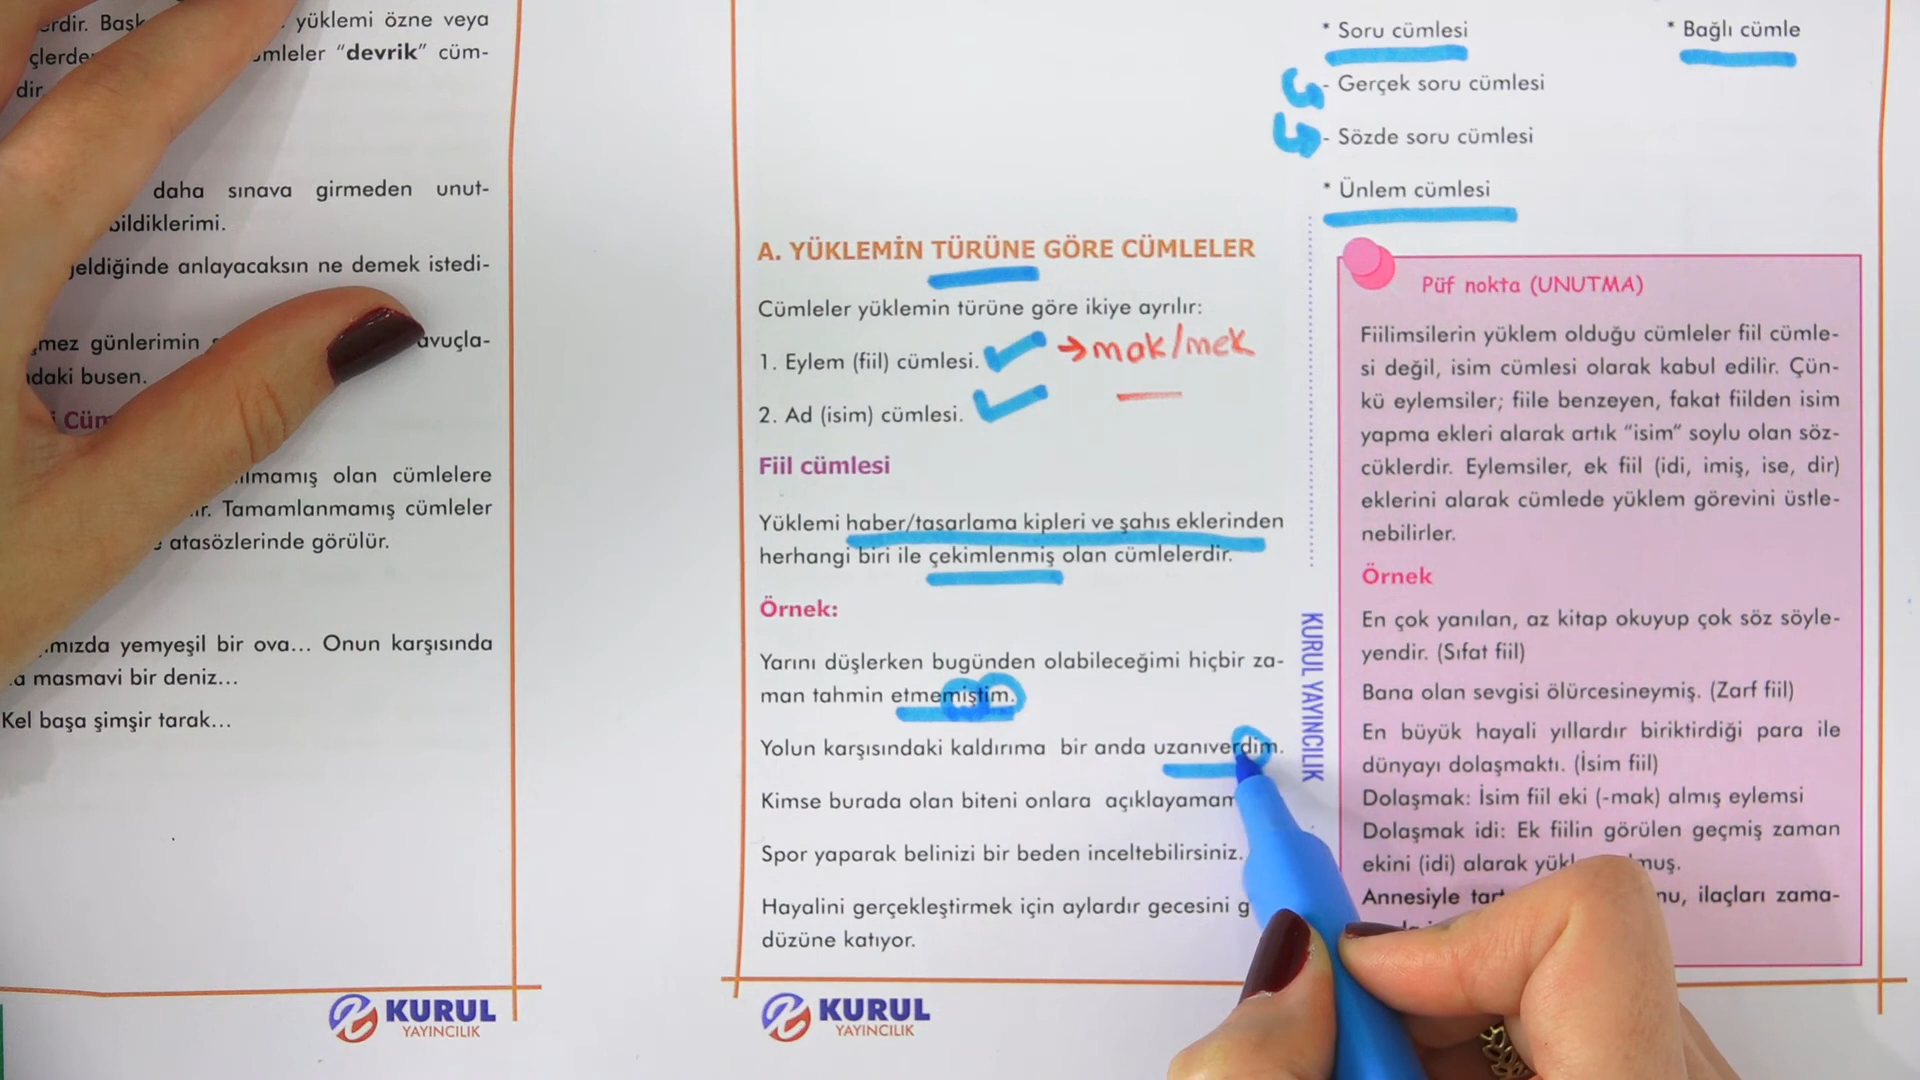 yüklemi özne veya
cümleler “devrik” cüm-
dir
daha sınava girmeden unut-
bildiklerimi.
geldiğinde anlayacaksın ne demek istedi-
günlerimin
busen.
olan cümlelere
Tamamlanmamış cümleler
atasözlerinde görülür.
yemyeşil bir ova... Onun karşısında
masmavi bir deniz...
Kel başa şimşir tarak...
KURUL
YAYINCILIK
* Soru cümlesi
- Gerçek soru cümlesi
- Sözde soru cümlesi
* Ünlem cümlesi
* Bağlı cümle
A. YÜKLEMİN TÜRÜNE GÖRE CÜMLELER
Cümleler yüklemin türüne göre ikiye ayrılır:
1. Eylem (fiil) cümlesi. → mak/mek
2. Ad (isim) cümlesi.
Fiil cümlesi
Yüklemi haber/tasarlama kipleri ve şahıs eklerinden
herhangi biri ile çekimlenmiş olan cümlelerdir.
Örnek:
Yarını düşlerken bugünden olabileceğimi hiçbir za-
man tahmin etmemiştim.
Yolun karşısındaki kaldırıma bir anda uzanıverdim.
Kimse burada olan biteni onlara
Spor yaparak belinizi bir beden inceltebilirsiniz.
Hayalini gerçekleştirmek için aylardır gecesini g
düzüne katıyor.
KURUL
YAYINCILIK
KURUL YAYINCILIK
Püf nokta (UNUTMA)
Fiilimsilerin yüklem olduğu cümleler fiil cümle-
si değil, isim cümlesi olarak kabul edilir. Çün-
kü eylemsiler; fiile benzeyen, fakat fiilden isim
yapma ekleri alarak artık “isim” soylu olan söz-
cüklerdir. Eylemsiler, ek fiil (idi, imiş, ise, dir)
eklerini alarak cümlede yüklem görevini üstle-
nebilirler.
Örnek
En çok yanılan, az kitap okuyup çok söz söyle-
yendir. (Sıfat fiil)
Bana olan sevgisi ölürcesineymiş. (Zarf fiil)
En büyük hayali yıllardır biriktirdiği para ile
dünyayı dolaşmaktı. (İsim fiil)
Dolaşmak: İsim fiil eki (-mak) almış eylemsi
Dolaşmak idi: Ek fiilin görülen geçmiş zaman
ekini (idi) alarak
Annesiyle ilaçları zama-